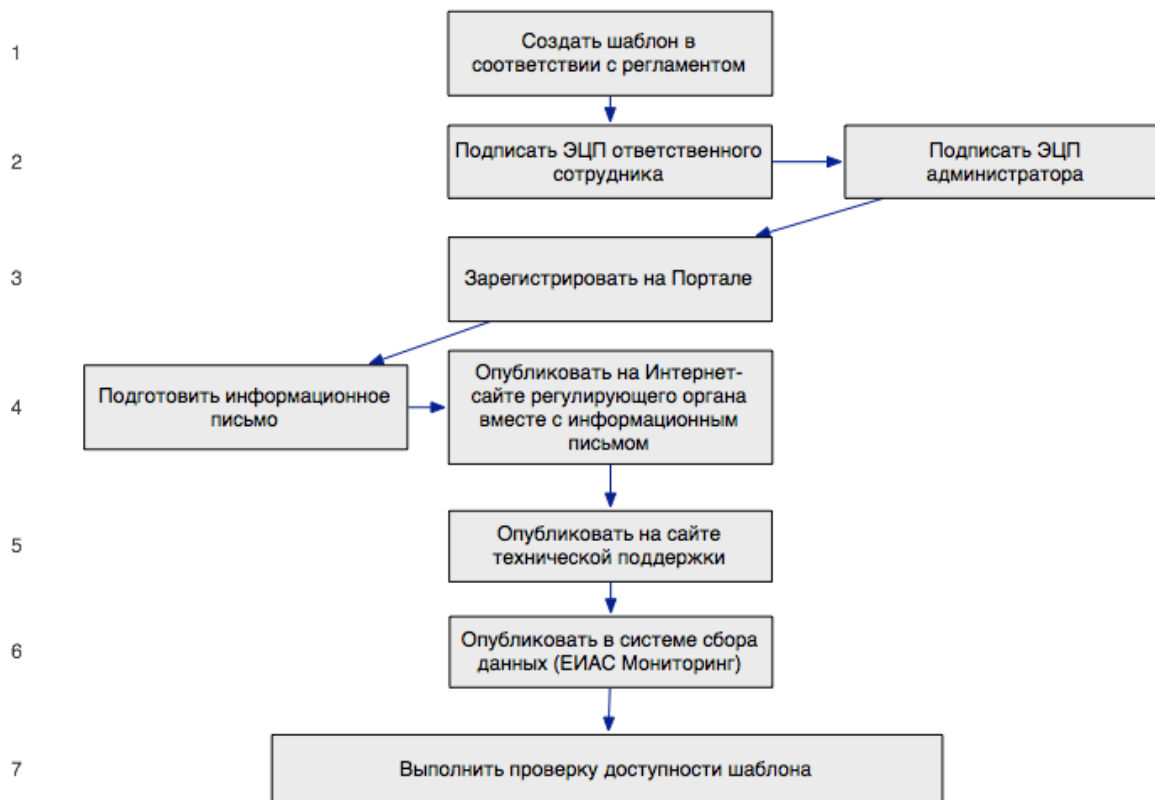 1
Создать шаблон в
соответствии с регламентом
2
Подписать ЭЦП ответственного
сотрудника
Подписать ЭЦП
администратора
3
Зарегистрировать на Портале
4
Подготовить информационное
письмо
Опубликовать на Интернет-
сайте регулирующего органа
вместе с информационным
письмом
5
Опубликовать на сайте
технической поддержки
6
Опубликовать в системе сбора
данных (ЕИАС Мониторинг)
7
Выполнить проверку доступности шаблона